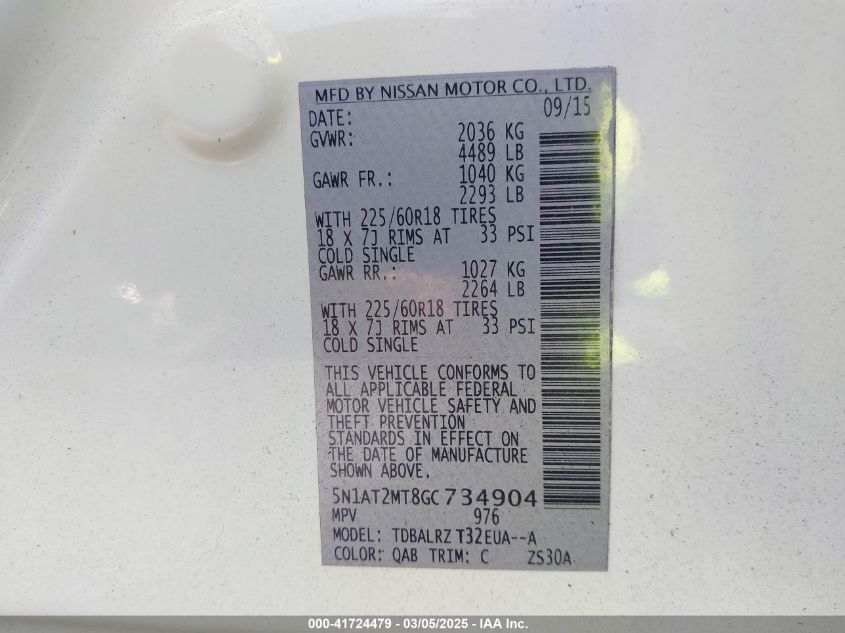 MFD BY NISSAN MOTOR CO., LTD.
DATE: 09/15
GVWR: 2036 KG
4489 LB
GAWR FR.: 1040 KG
2293 LB
WITH 225/60R18 TIRES
18 X 7J RIMS AT 33 PSI
COLD SINGLE
GAWR RR.: 1027 KG
2264 LB
WITH 225/60R18 TIRES
18 X 7J RIMS AT 33 PSI
COLD SINGLE
THIS VEHICLE CONFORMS TO
ALL APPLICABLE FEDERAL
MOTOR VEHICLE SAFETY AND
THEFT PREVENTION
STANDARDS IN EFFECT ON
THE DATE OF MANUFACTURE
SHOWN ABOVE.
5N1AT2MT8GC734904
MPV 976
MODEL: TDBALRZ T32EUA--A
COLOR: QAB TRIM: C ZS30A
000-41724479 - 03/05/2025 - IAA Inc.